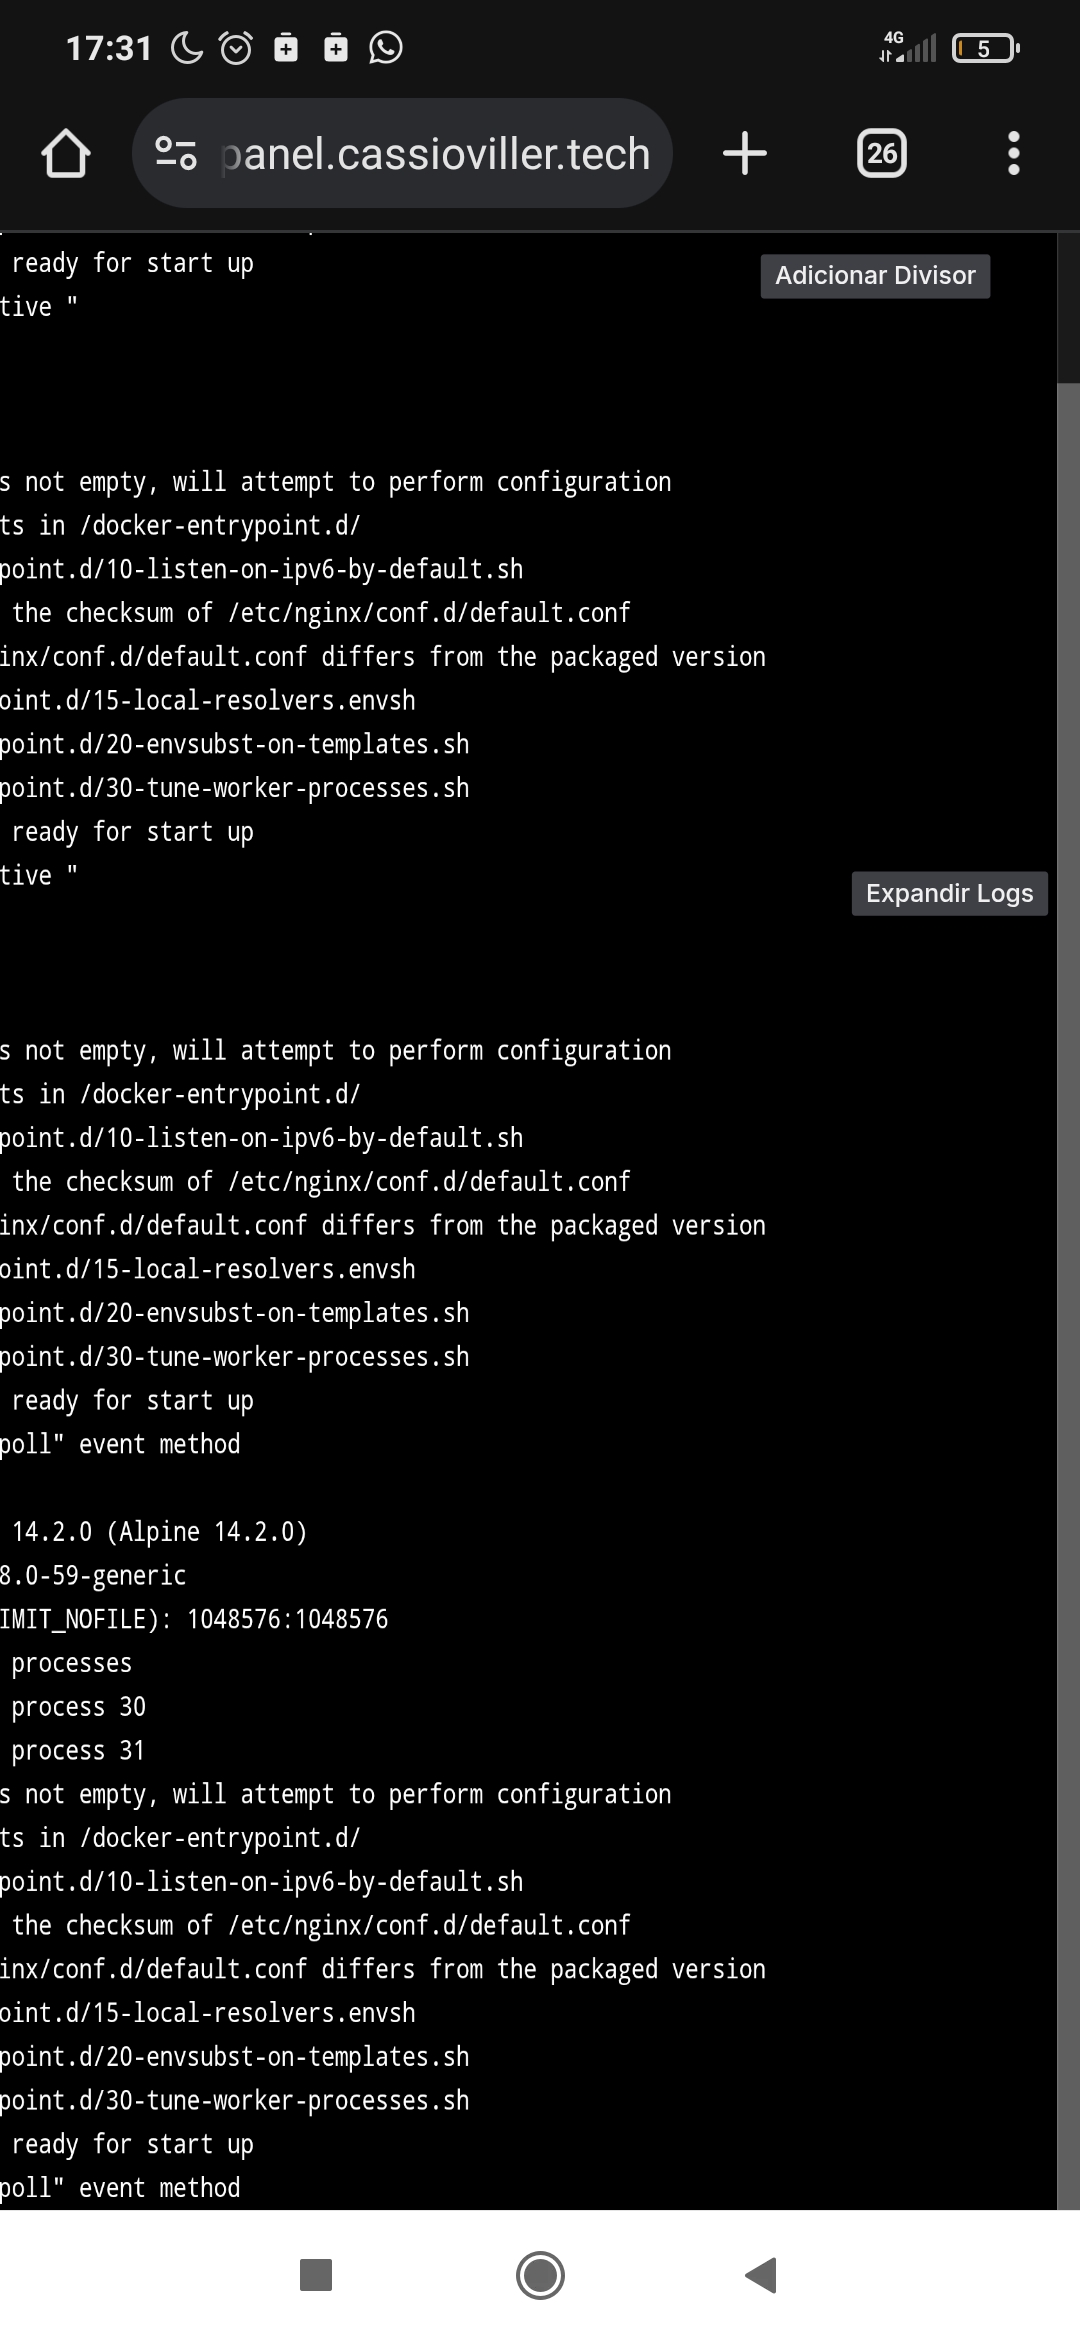 17:31
4G
5
panel.cassioviller.tech
26
ready for start up
Adicionar Divisor
tive "
s not empty, will attempt to perform configuration
ts in /docker-entrypoint.d/
point.d/10-listen-on-ipv6-by-default.sh
the checksum of /etc/nginx/conf.d/default.conf
inx/conf.d/default.conf differs from the packaged version
oint.d/15-local-resolvers.envsh
point.d/20-envsubst-on-templates.sh
point.d/30-tune-worker-processes.sh
ready for start up
tive "
Expandir Logs
s not empty, will attempt to perform configuration
ts in /docker-entrypoint.d/
point.d/10-listen-on-ipv6-by-default.sh
the checksum of /etc/nginx/conf.d/default.conf
inx/conf.d/default.conf differs from the packaged version
oint.d/15-local-resolvers.envsh
point.d/20-envsubst-on-templates.sh
point.d/30-tune-worker-processes.sh
ready for start up
poll" event method
14.2.0 (Alpine 14.2.0)
8.0-59-generic
IMIT_NOFILE): 1048576:1048576
processes
process 30
process 31
s not empty, will attempt to perform configuration
ts in /docker-entrypoint.d/
point.d/10-listen-on-ipv6-by-default.sh
the checksum of /etc/nginx/conf.d/default.conf
inx/conf.d/default.conf differs from the packaged version
oint.d/15-local-resolvers.envsh
point.d/20-envsubst-on-templates.sh
point.d/30-tune-worker-processes.sh
ready for start up
poll" event method